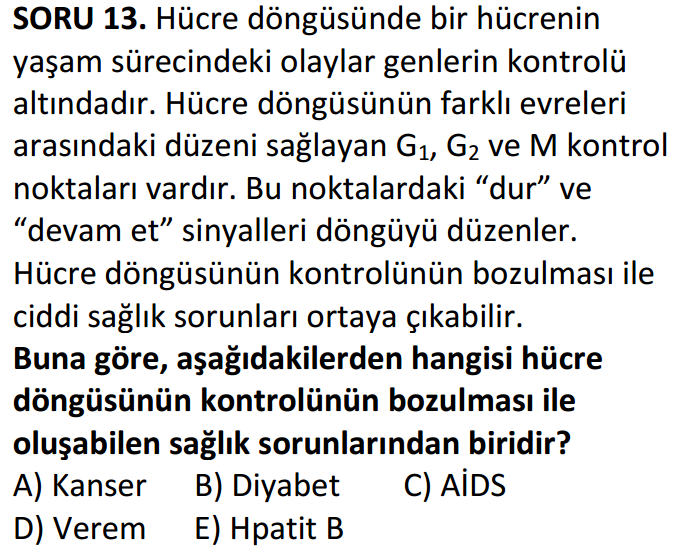 SORU 13. Hücre döngüsünde bir hücrenin
yaşam sürecindeki olaylar genlerin kontrolü
altındadır. Hücre döngüsünün farklı evreleri
arasındaki düzeni sağlayan G₁, G₂ ve M kontrol
noktaları vardır. Bu noktalardaki “dur” ve
“devam et” sinyalleri döngüyü düzenler.
Hücre döngüsünün kontrolünün bozulması ile
ciddi sağlık sorunları ortaya çıkabilir.
Buna göre, aşağıdakilerden hangisi hücre
döngüsünün kontrolünün bozulması ile
oluşabilen sağlık sorunlarından biridir?
A) Kanser B) Diyabet C) AİDS
D) Verem E) Hpatit B